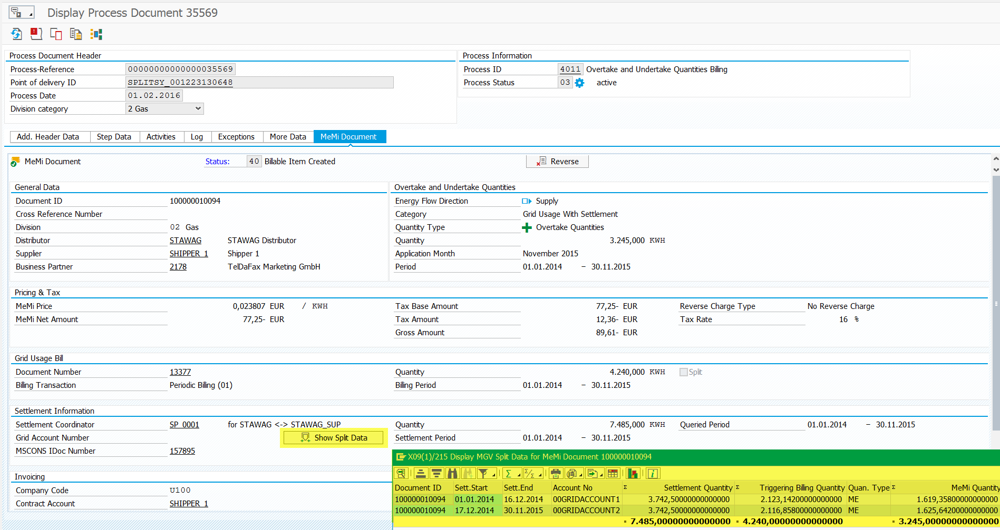 Display Process Document 35569
Process Document Header
Process Information
Process-Reference 00000000000000035569
Process ID 4011 Overtake and Undertake Quantities Billing
Point of delivery ID SPLITSY_001223130648
Process Status 03 active
Process Date 01.02.2016
Division category 2 Gas
Add. Header Data Step Data Activities Log Exceptions More Data MeMi Document
MeMi Document Status: 40 Billable Item Created Reverse
General Data
Overtake and Undertake Quantities
Document ID 100000010094
Energy Flow Direction Supply
Cross Reference Number
Category Grid Usage With Settlement
Division 02 Gas
Quantity Type Overtake Quantities
Distributor STAWAG STAWAG Distributor
Quantity 3.245,000 KWH
Supplier SHIPPER_1 Shipper 1
Application Month November 2015
Business Partner 2178 TelDaFax Marketing GmbH
Period 01.01.2014 – 30.11.2015
Pricing & Tax
MeMi Price 0,023807 EUR / KWH Tax Base Amount 77,25- EUR Reverse Charge Type No Reverse Charge
MeMi Net Amount 77,25- EUR Tax Amount 12,36- EUR Tax Rate 16 %
Gross Amount 89,61- EUR
Grid Usage Bill
Document Number 13377 Quantity 4.240,000 KWH Split
Billing Transaction Periodic Billing (01) Billing Period 01.01.2014 – 30.11.2015
Settlement Information
Settlement Coordinator SP_0001 for STAWAG <-> STAWAG_SUP Quantity 7.485,000 KWH Queried Period 01.01.2014 – 30.11.2015
Grid Account Number Show Split Data Settlement Period 01.01.2014 – 30.11.2015
MSCONS IDoc Number 157895
X09(1)/215 Display MGV Split Data for MeMi Document 100000010094
Invoicing
Company Code U100
Contract Account SHIPPER_1
Document ID Sett.Start Sett.End Account No Σ Settlement Quantity Σ Triggering Billing Quantity Quan. Type Σ MeMi Quantity
100000010094 01.01.2014 16.12.2014 00GRIDACCOUNT1 3.742,50000000000000 2.123,14200000000000 ME 1.619,35800000000000
100000010094 17.12.2014 30.11.2015 00GRIDACCOUNT2 3.742,50000000000000 2.116,85800000000000 ME 1.625,64200000000000
▪ 7.485,00000000000000 ▪ 4.240,00000000000000 ▪ 3.245,00000000000000